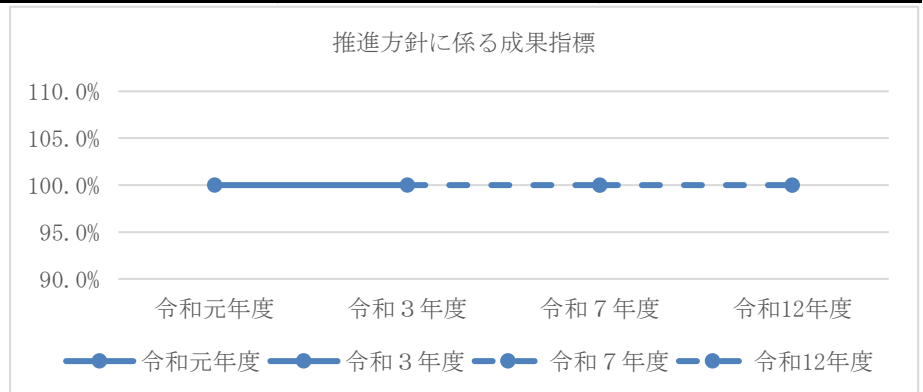 推進方針に係る成果指標
110.0%
105.0%
100.0%
95.0%
90.0%
令和元年度 令和３年度 令和７年度 令和12年度
令和元年度 令和３年度 令和７年度 令和12年度